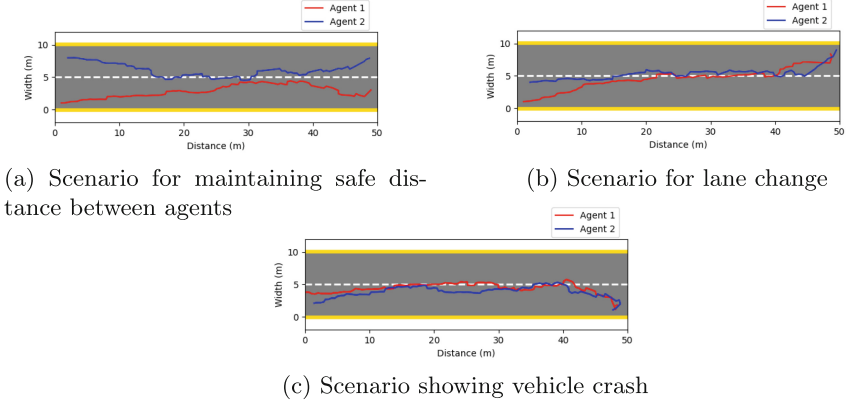 Agent 1
Agent 2
10
5
0
Width (m)
0 10 20 30 40 50
Distance (m)
(a) Scenario for maintaining safe dis-
tance between agents
Agent 1
Agent 2
10
5
0
Width (m)
0 10 20 30 40 50
Distance (m)
(b) Scenario for lane change
Agent 1
Agent 2
10
5
0
Width (m)
0 10 20 30 40 50
Distance (m)
(c) Scenario showing vehicle crash